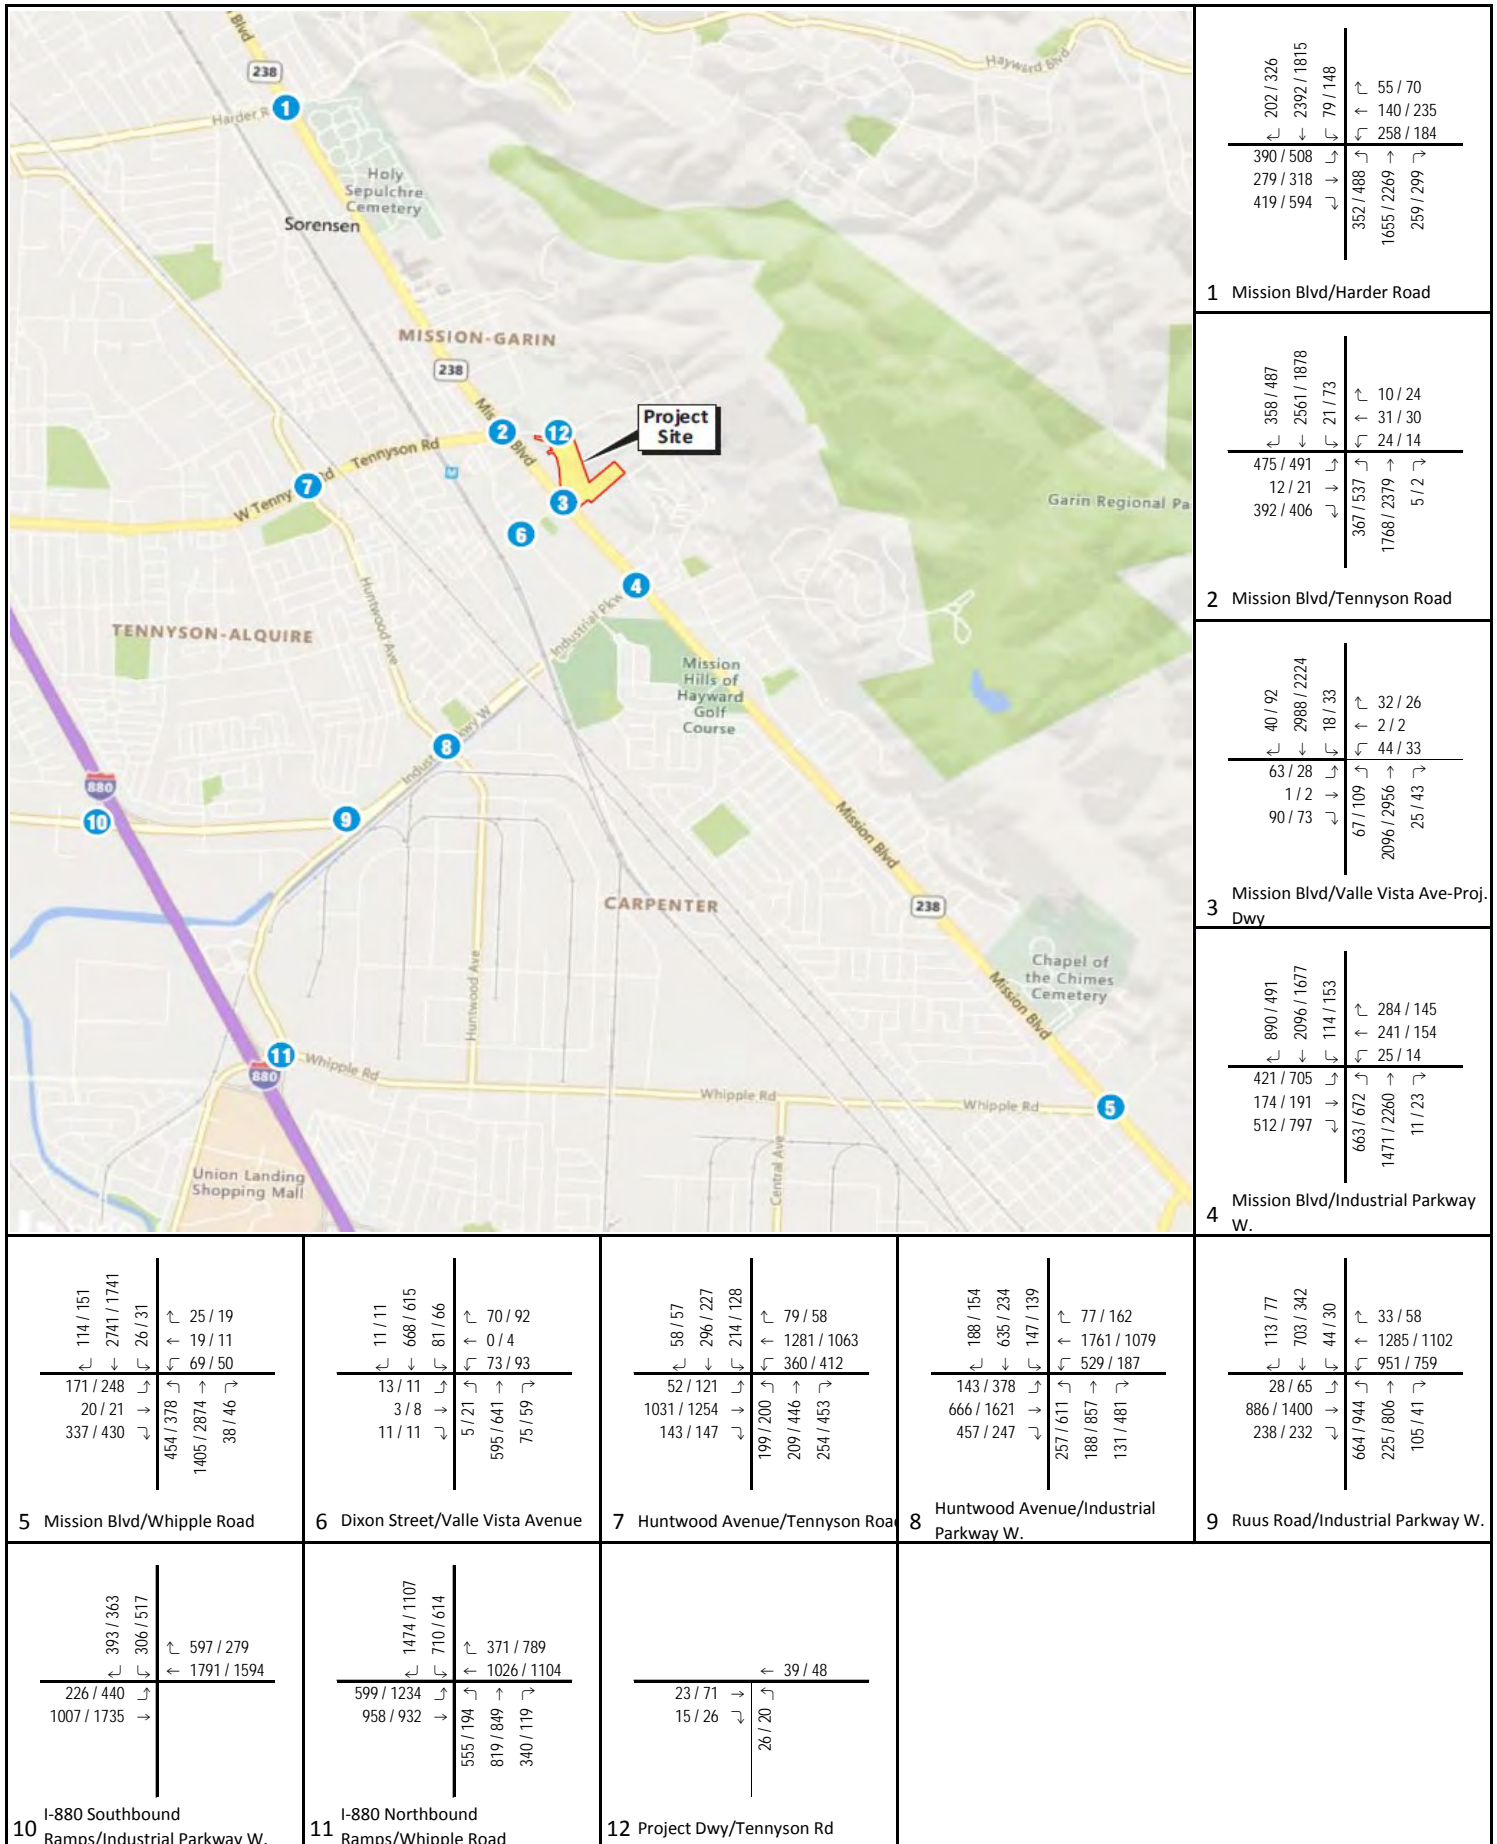 Blvd
238
1
Harder R
Hayward Blvd
Holy
Sepulchre
Cemetery
Sorensen
MISSION-GARIN
238
Mis
Blvd
2
12
Project
Site
Tennyson Rd
7
W Tenny
d
3
6
Garin Regional Pa
4
Industrial Pkw
Huntwood Ave
TENNYSON-ALQUIRE
Mission
Hills of
Hayward
Golf
Course
8
Indust
kwy W
880
10
9
Mission Blvd
CARPENTER
238
Chapel of
the Chimes
Cemetery
Mission Blvd
Huntwood Ave
11
880
Whipple Rd
Whipple Rd
Whipple Rd
5
Central Ave
Union Landing
Shopping Mall
202 / 326
2392 / 1815
79 / 148
55 / 70
140 / 235
258 / 184
390 / 508
279 / 318
419 / 594
352 / 488
1655 / 2269
259 / 299
1 Mission Blvd/Harder Road
358 / 487
2561 / 1878
21 / 73
10 / 24
31 / 30
24 / 14
475 / 491
12 / 21
392 / 406
367 / 537
1768 / 2379
5 / 2
2 Mission Blvd/Tennyson Road
40 / 92
2988 / 2224
18 / 33
32 / 26
2 / 2
44 / 33
63 / 28
1 / 2
90 / 73
67 / 109
2096 / 2956
25 / 43
3 Mission Blvd/Valle Vista Ave-Proj.
Dwy
890 / 491
2096 / 1677
114 / 153
284 / 145
241 / 154
25 / 14
421 / 705
174 / 191
512 / 797
663 / 672
1471 / 2260
11 / 23
4 Mission Blvd/Industrial Parkway
W.
114 / 151
2741 / 1741
26 / 31
25 / 19
19 / 11
69 / 50
171 / 248
20 / 21
337 / 430
454 / 378
1405 / 2874
38 / 46
5 Mission Blvd/Whipple Road
11 / 11
668 / 615
81 / 66
70 / 92
0 / 4
73 / 93
13 / 11
3 / 8
11 / 11
5 / 21
595 / 641
75 / 59
6 Dixon Street/Valle Vista Avenue
58 / 57
296 / 227
214 / 128
79 / 58
1281 / 1063
360 / 412
52 / 121
1031 / 1254
143 / 147
199 / 200
209 / 446
254 / 453
7 Huntwood Avenue/Tennyson Road
188 / 154
635 / 234
147 / 139
77 / 162
1761 / 1079
529 / 187
143 / 378
666 / 1621
457 / 247
257 / 611
188 / 857
131 / 481
8 Huntwood Avenue/Industrial
Parkway W.
113 / 77
703 / 342
44 / 30
33 / 58
1285 / 1102
951 / 759
28 / 65
886 / 1400
238 / 232
664 / 944
225 / 806
105 / 41
9 Ruus Road/Industrial Parkway W.
393 / 363
306 / 517
597 / 279
1791 / 1594
226 / 440
1007 / 1735
10 I-880 Southbound
Ramps/Industrial Parkway W.
1474 / 1107
710 / 614
371 / 789
1026 / 1104
599 / 1234
958 / 932
555 / 194
819 / 849
340 / 119
11 I-880 Northbound
Ramps/Whipple Road
39 / 48
23 / 71
15 / 26
26 / 20
12 Project Dwy/Tennyson Rd